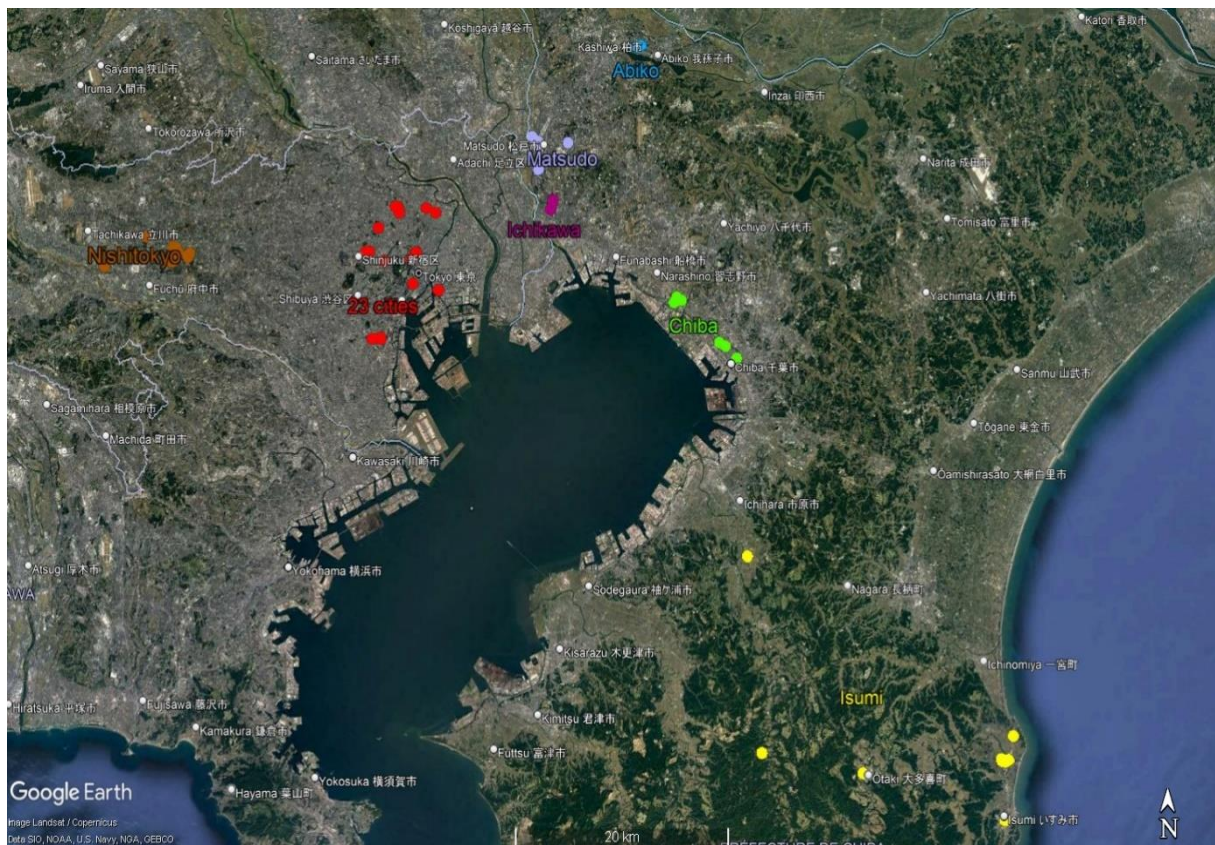 Koshigaya 越谷市
Katori 香取市
Kashiwa 柏市
Abiko 我孫子市
Abiko
Saitama さいたま市
Sayama 狭山市
Iruma 入間市
Inzai 印西市
Tokorozawa 所沢市
Matsudo 松戸市
Matsudo
Adachi 足立区
Narita 成田市
Ichikawa
Yachiyo 八千代市
Tomisato 富里市
Tachikawa 立川市
Nishitokyo
Shinjuku 新宿区
Funabashi 船橋市
Tokyo 東京
Narashino 習志野市
Fuchū 府中市
Shibuya 渋谷区
23 cities
Yachimata 八街市
Chiba
Chiba 千葉市
Sanmu 山武市
Sagamihara 相模原市
Tōgane 東金市
Machida 町田市
Kawasaki 川崎市
Ōamishirasato 大網白里市
Ichihara 市原市
Atsugi 厚木市
Yokohama 横浜市
AWA
Sodegaura 袖ケ浦市
Nagara 長柄町
Kisarazu 木更津市
Ichinomiya 一宮町
Isumi
Hiratsuka 平塚市
Fujisawa 藤沢市
Kimitsu 君津市
Kamakura 鎌倉市
Futtsu 富津市
Yokosuka 横須賀市
Ōtaki 大多喜町
Google Earth
Hayama 葉山町
Isumi いすみ市
Image Landsat / Copernicus
Data SIO, NOAA, U.S. Navy, NGA, GEBCO
20 km
N
PRÉFECTURE DE CHIBA